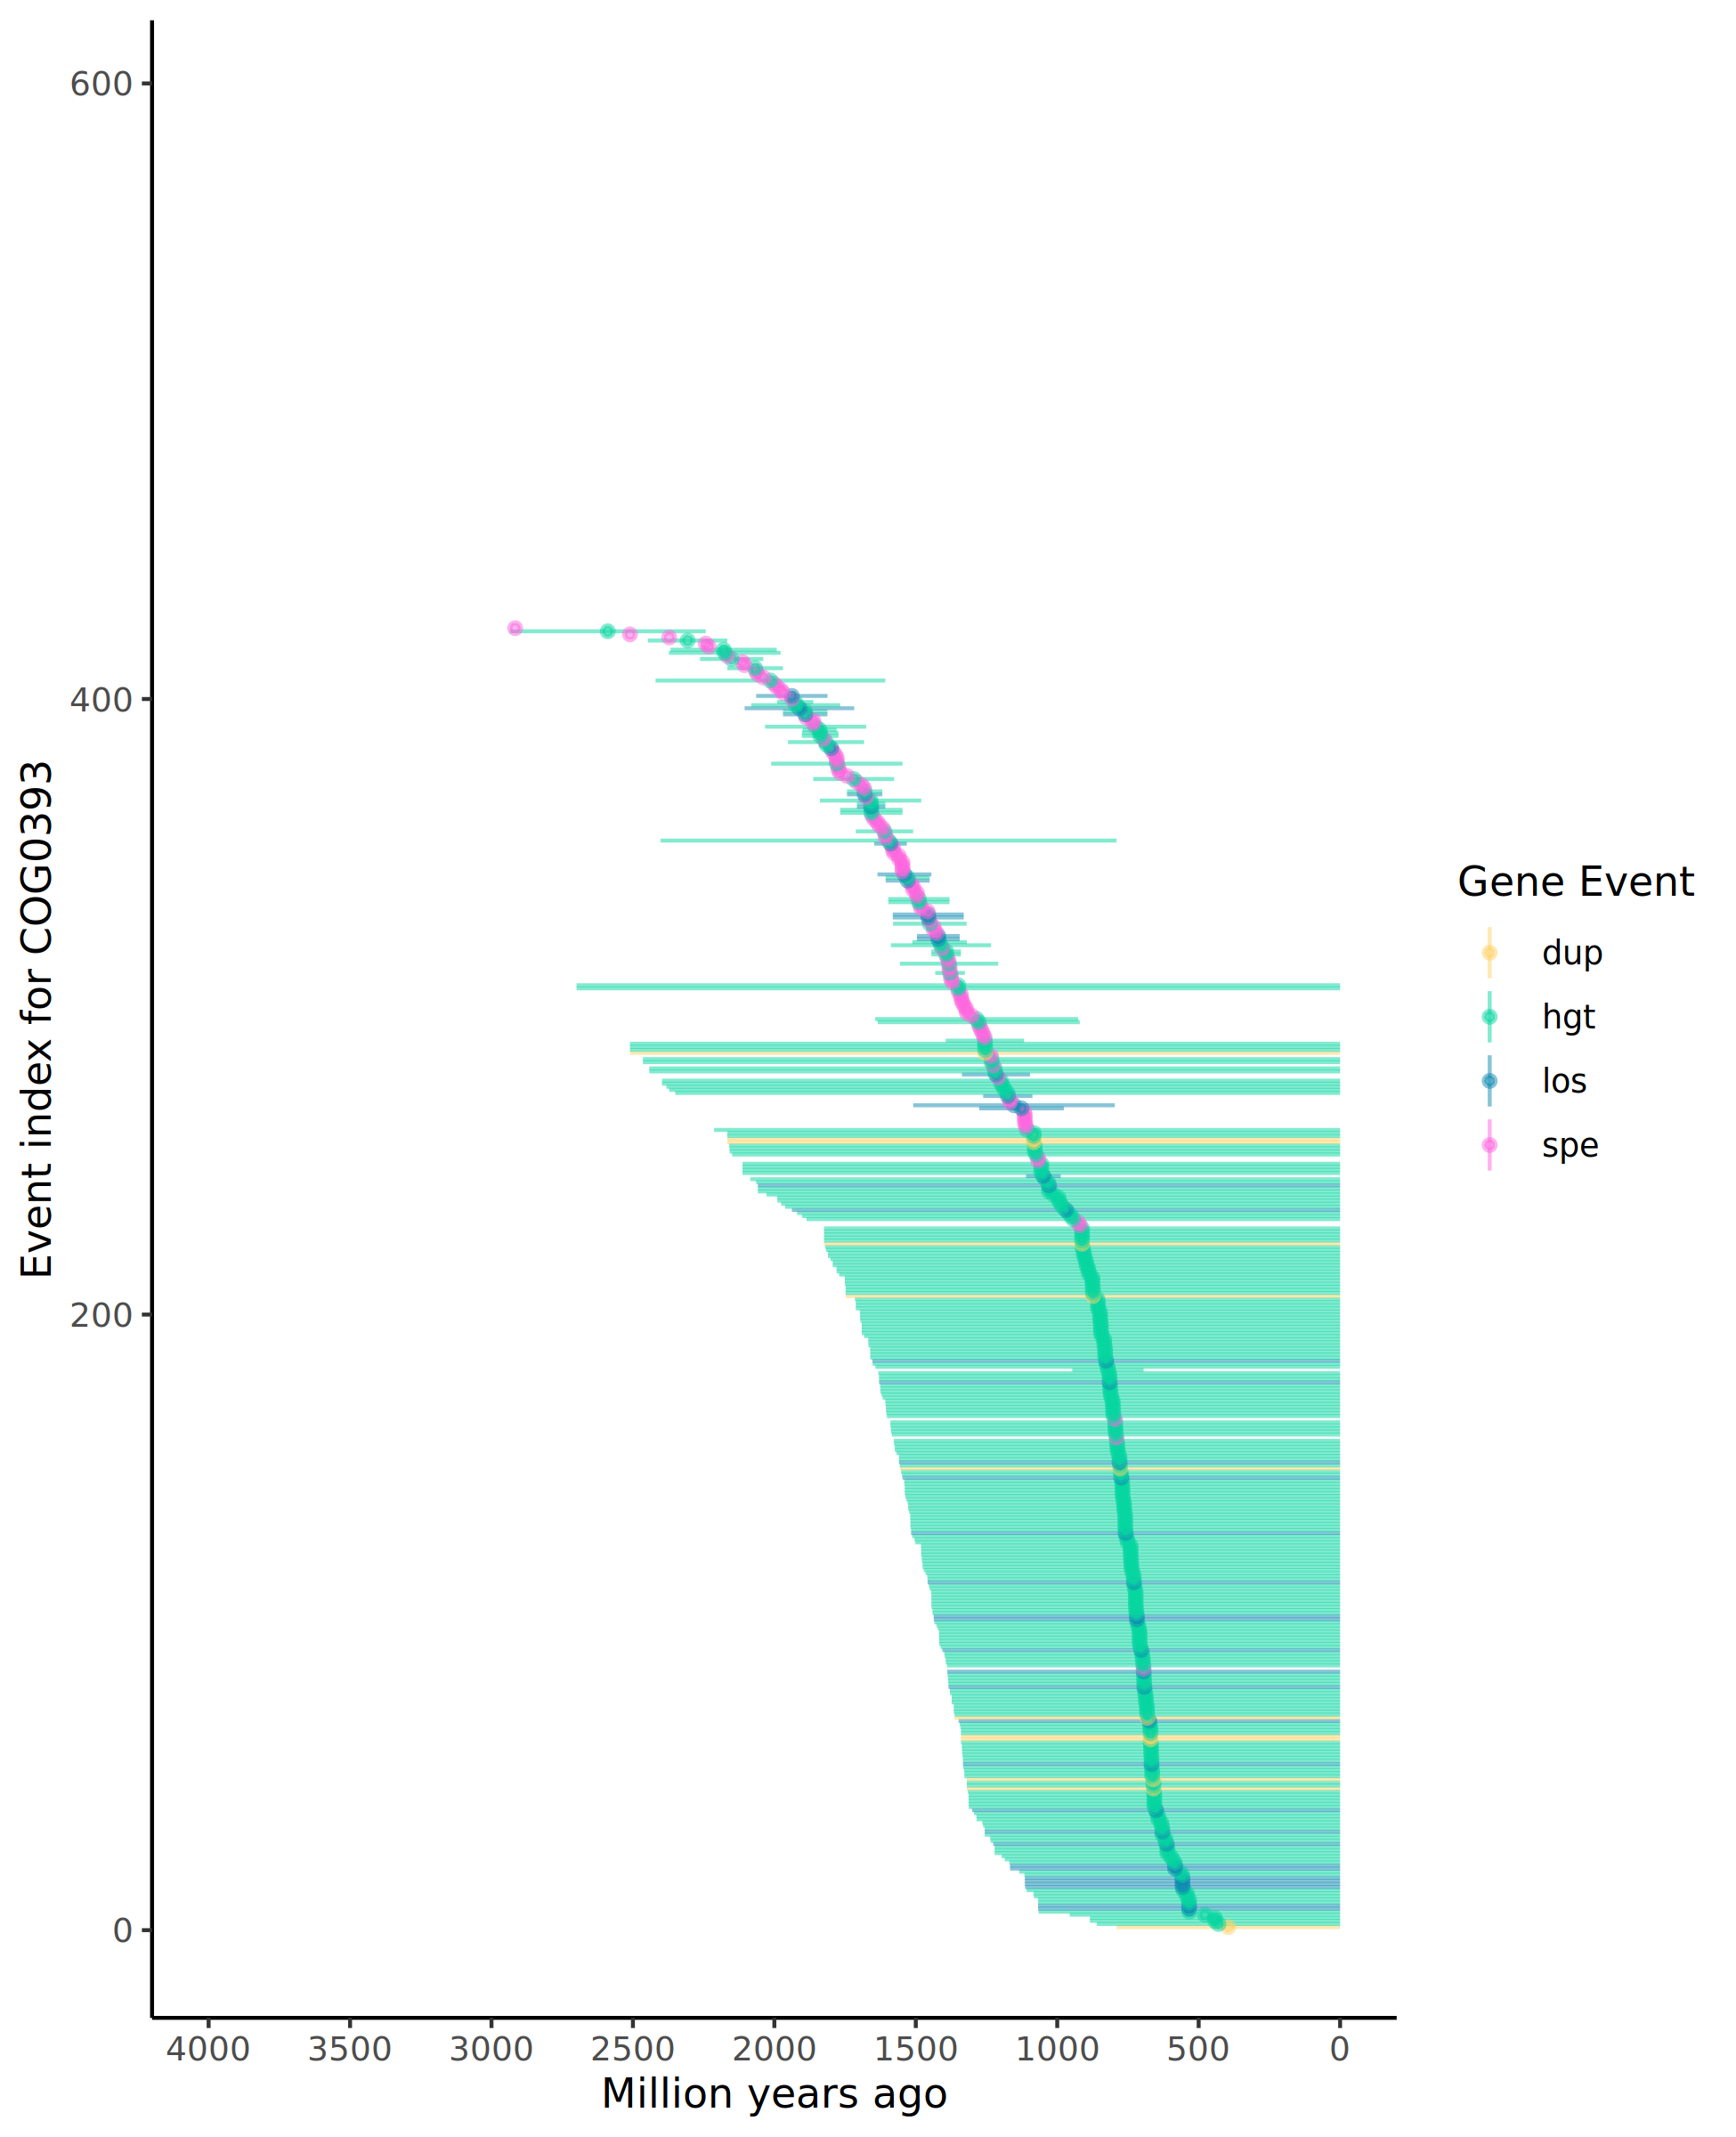 Event index for COG0393
600
400
200
0
4000 3500 3000 2500 2000 1500 1000 500 0
Million years ago
Gene Event
dup
hgt
los
spe